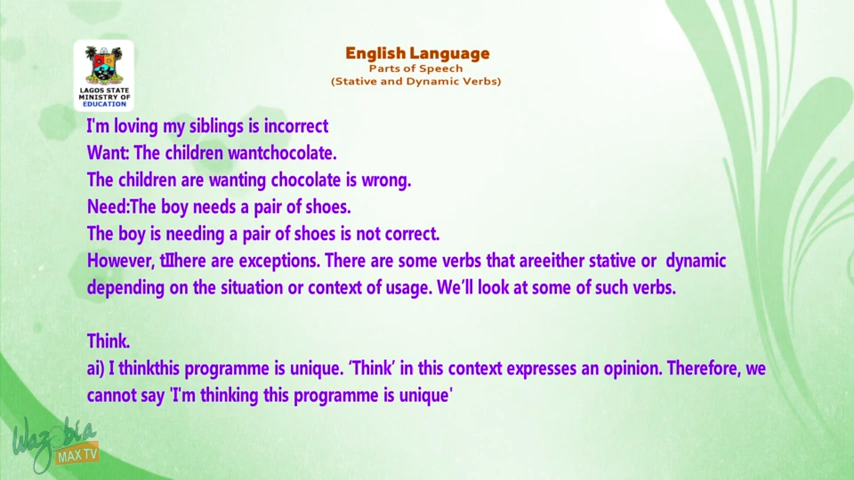 English Language
Parts of Speech
(Stative and Dynamic Verbs)
LAGOS STATE
MINISTRY OF
EDUCATION
I'm loving my siblings is incorrect
Want: The children wantchocolate.
The children are wanting chocolate is wrong.
Need:The boy needs a pair of shoes.
The boy is needing a pair of shoes is not correct.
However, tIIhere are exceptions. There are some verbs that areeither stative or dynamic
depending on the situation or context of usage. We'll look at some of such verbs.
Think.
ai) I thinkthis programme is unique. 'Think' in this context expresses an opinion. Therefore, we
cannot say 'I'm thinking this programme is unique'
Wazobia
MAX TV